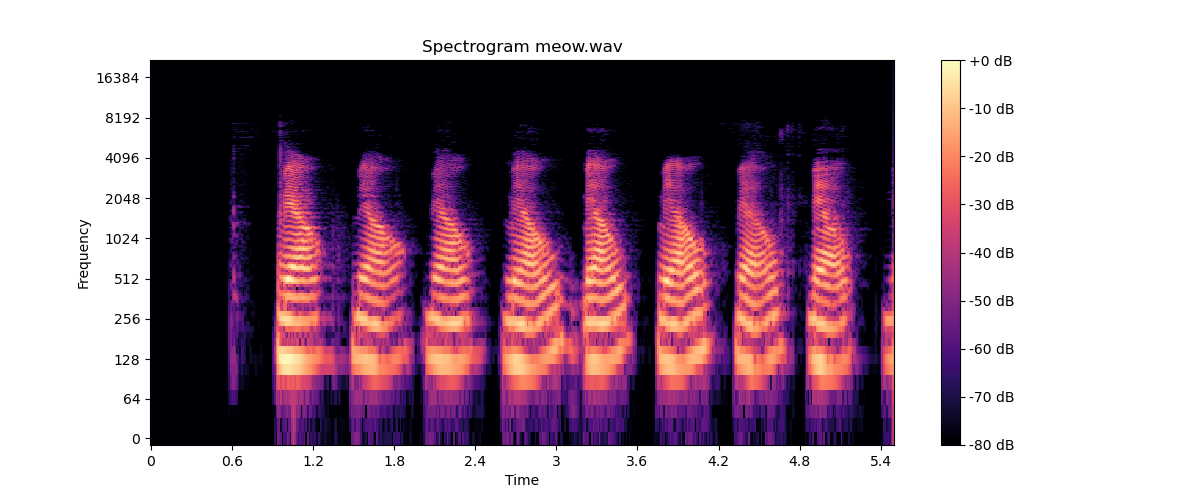 Spectrogram meow.wav
Frequency
16384
8192
4096
2048
1024
512
256
128
64
0
0 0.6 1.2 1.8 2.4 3 3.6 4.2 4.8 5.4
Time
+0 dB
-10 dB
-20 dB
-30 dB
-40 dB
-50 dB
-60 dB
-70 dB
-80 dB